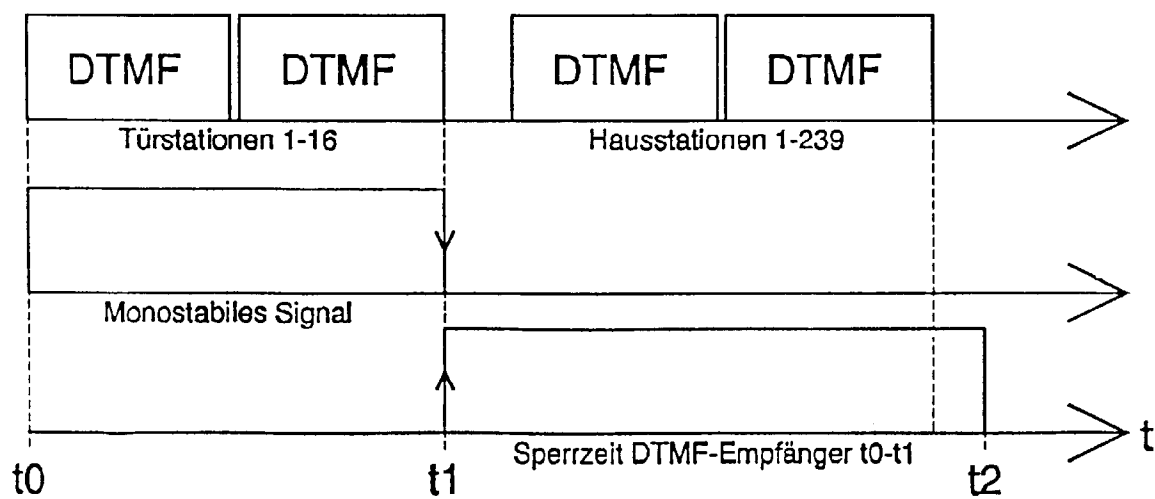 DTMF DTMF DTMF DTMF
Türstationen 1-16 Hausstationen 1-239
Monostabiles Signal
Sperrzeit DTMF-Empfänger t0-t1
t
t0 t1 t2